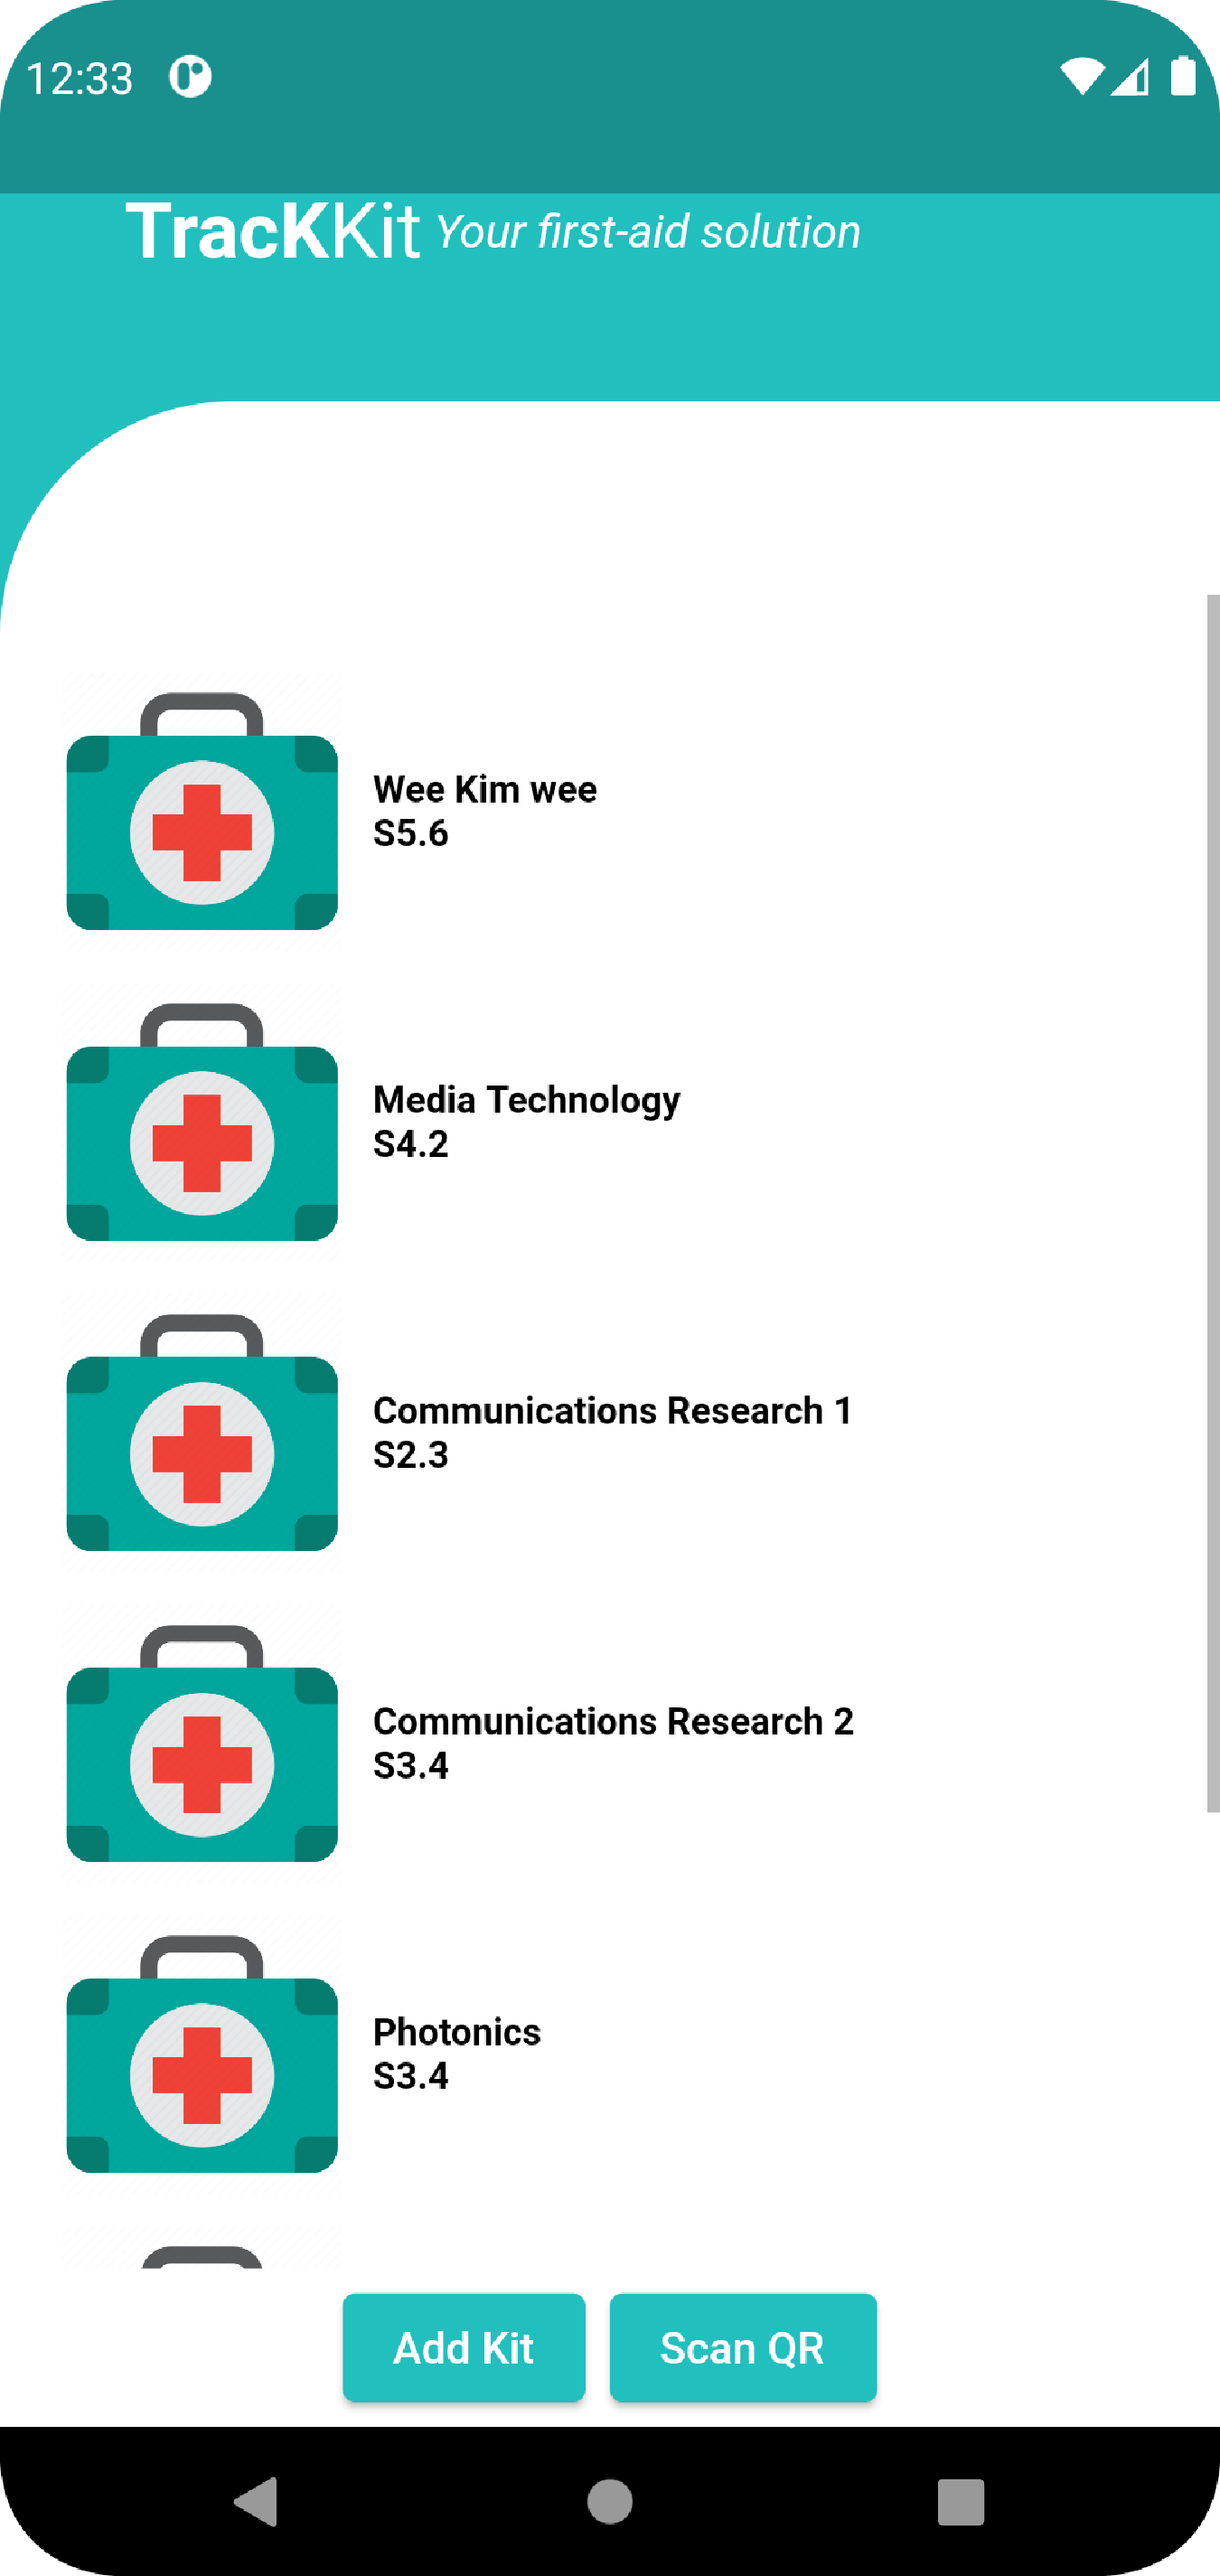 12:33
TracKKit Your first-aid solution
Wee Kim wee
S5.6
Media Technology
S4.2
Communications Research 1
S2.3
Communications Research 2
S3.4
Photonics
S3.4
Add Kit
Scan QR